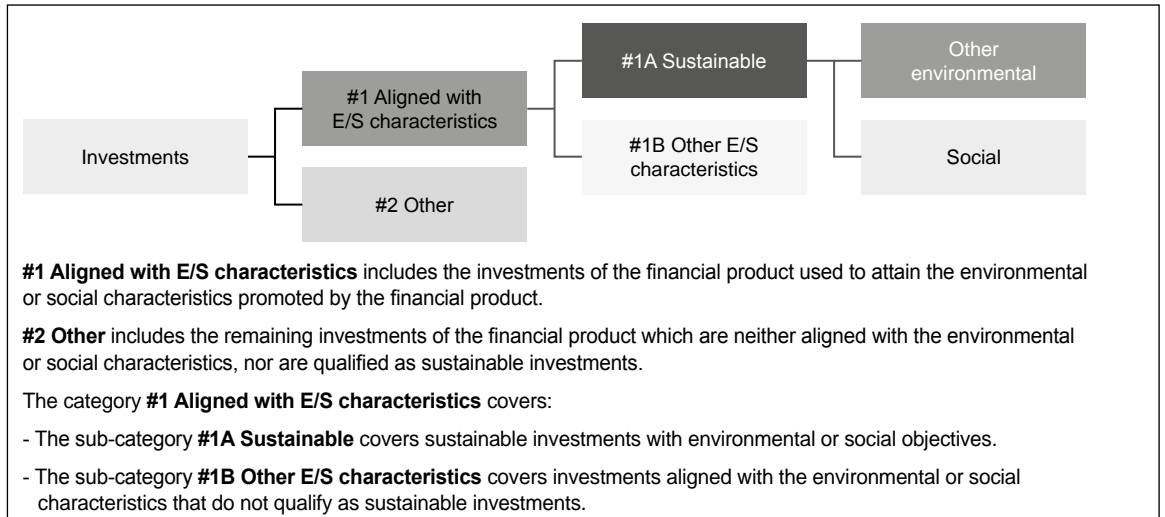 Investments
#1 Aligned with
E/S characteristics
#2 Other
#1A Sustainable
#1B Other E/S
characteristics
Other
environmental
Social
#1 Aligned with E/S characteristics includes the investments of the financial product used to attain the environmental
or social characteristics promoted by the financial product.
#2 Other includes the remaining investments of the financial product which are neither aligned with the environmental
or social characteristics, nor are qualified as sustainable investments.
The category #1 Aligned with E/S characteristics covers:
- The sub-category #1A Sustainable covers sustainable investments with environmental or social objectives.
- The sub-category #1B Other E/S characteristics covers investments aligned with the environmental or social
characteristics that do not qualify as sustainable investments.